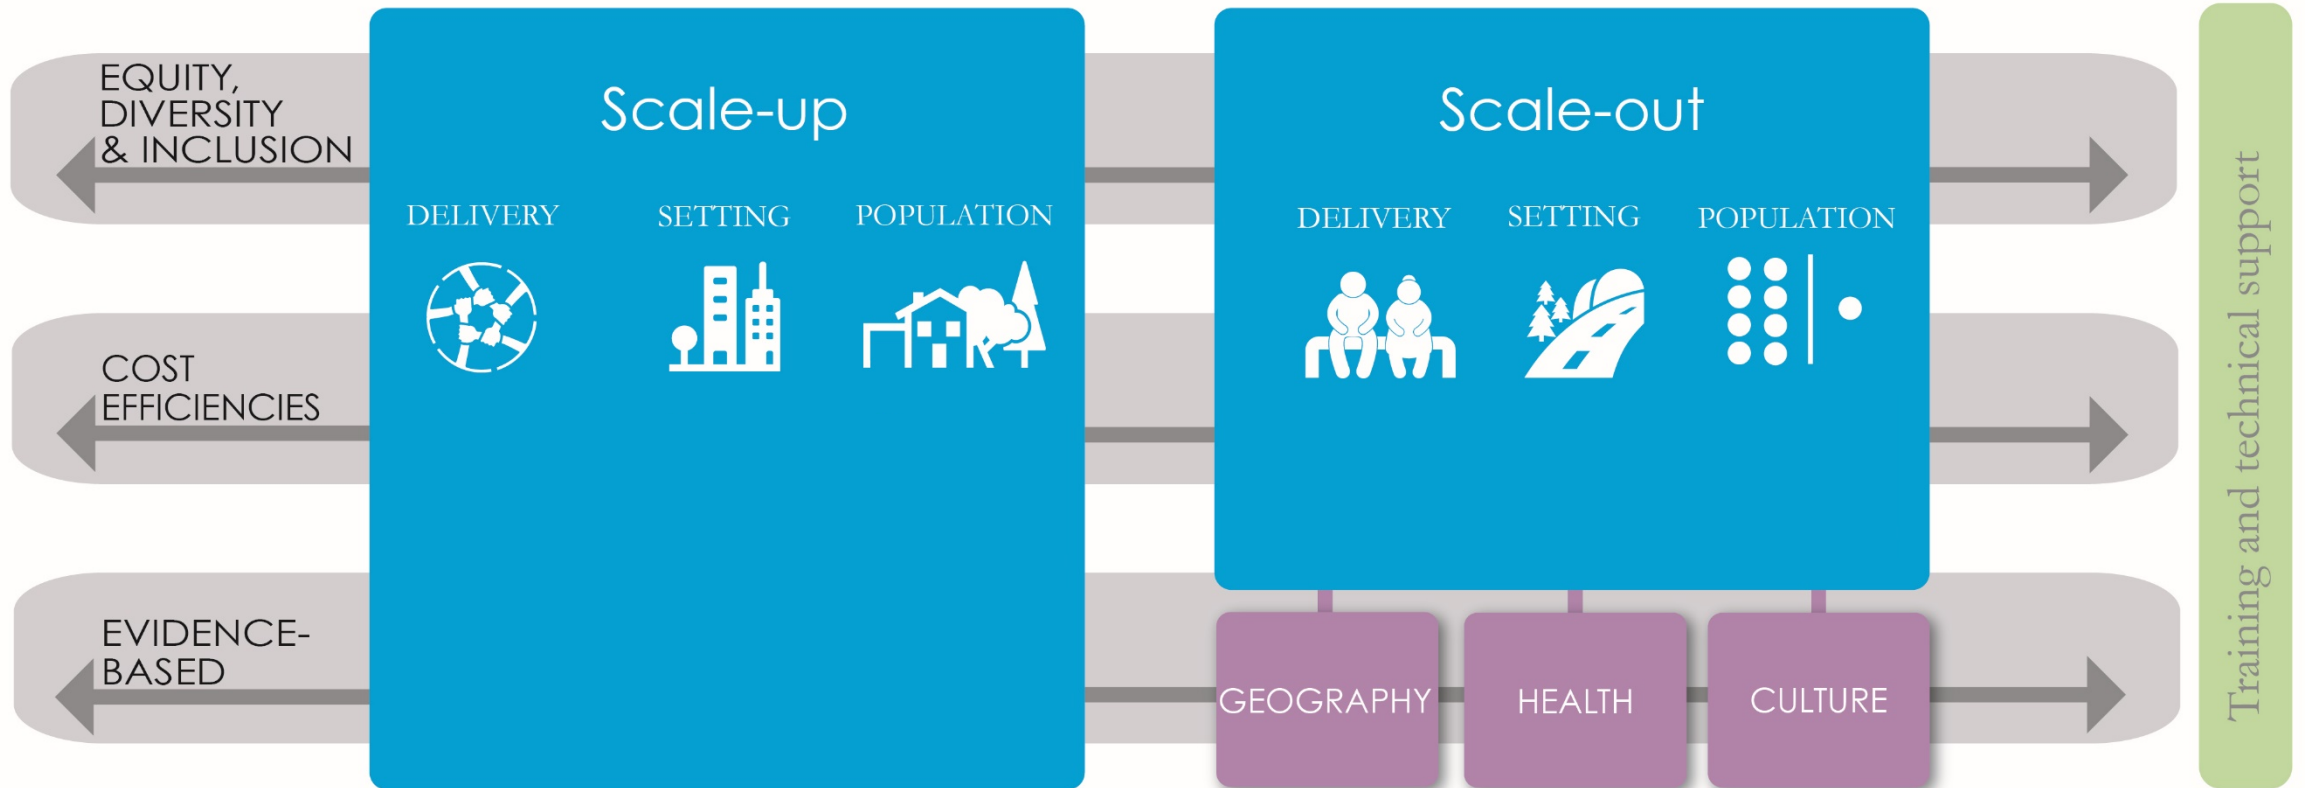 EQUITY,
DIVERSITY
& INCLUSION
Scale-up
DELIVERY
SETTING
POPULATION
Scale-out
DELIVERY
SETTING
POPULATION
COST
EFFICIENCIES
EVIDENCE-
BASED
GEOGRAPHY
HEALTH
CULTURE
Training and technical support